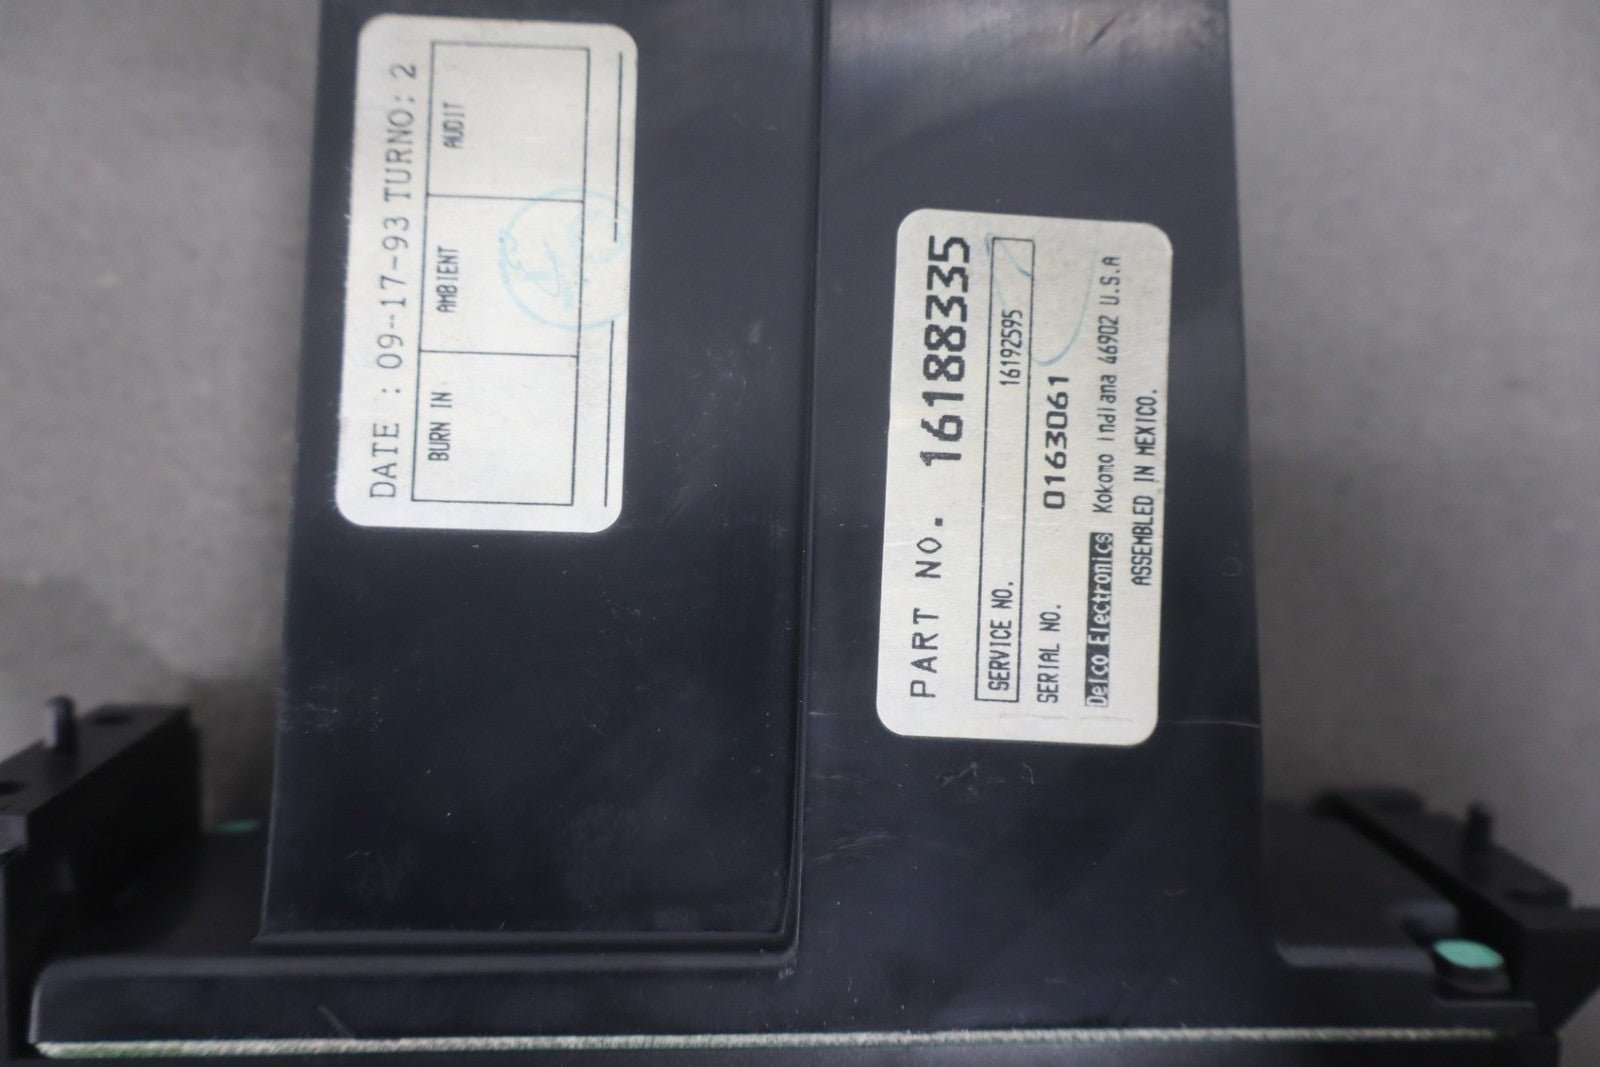 DATE : 09-17-93 TURNO: 2
BURN IN AMBIENT AUDIT
PART NO. 16188335
SERVICE NO. 16192595
SERIAL NO. 0163061
Delco Electronics Kokomo Indiana 46902 U.S.A
ASSEMBLED IN MEXICO.